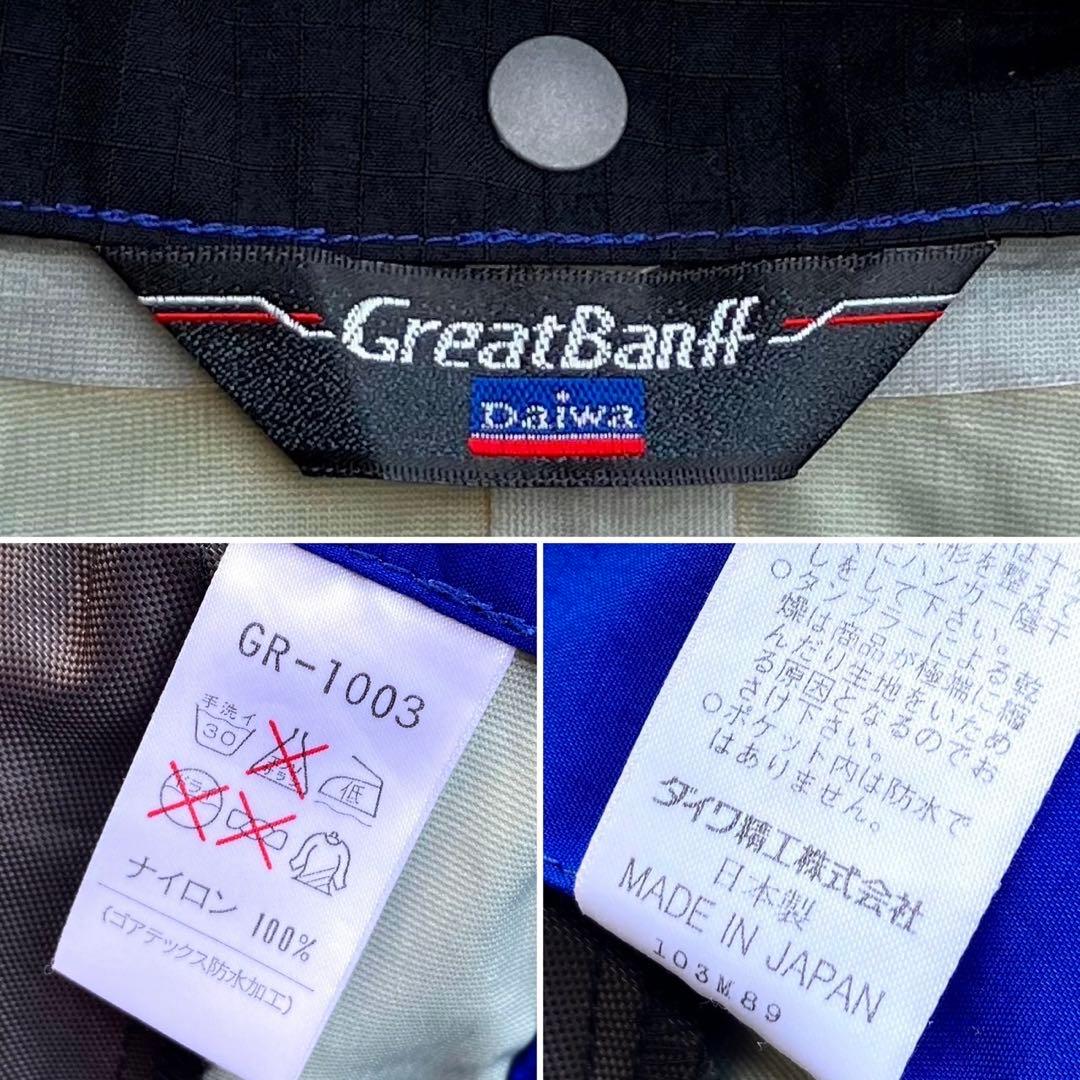 GreatBanff
Daiwa
GR-1003
手洗イ
30
低
ドライ
ナイロン 100%
(ゴアテックス防水加工)
形を整え
にハンガー陰干
しをして下さい。
○タンブラーによる乾
燥は商品が極端に縮
んだり生地をいため
る原因となるのでお
さけ下さい。
○ポケット内は防水で
はありません。
ダイワ精工株式会社
日本製
MADE IN JAPAN
103M89